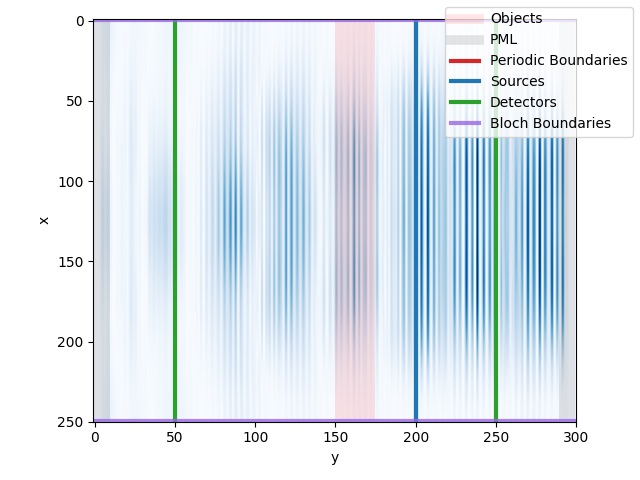 Objects
PML
Periodic Boundaries
Sources
Detectors
Bloch Boundaries
0
50
100
150
200
250
x
0
50
100
150
200
250
300
y